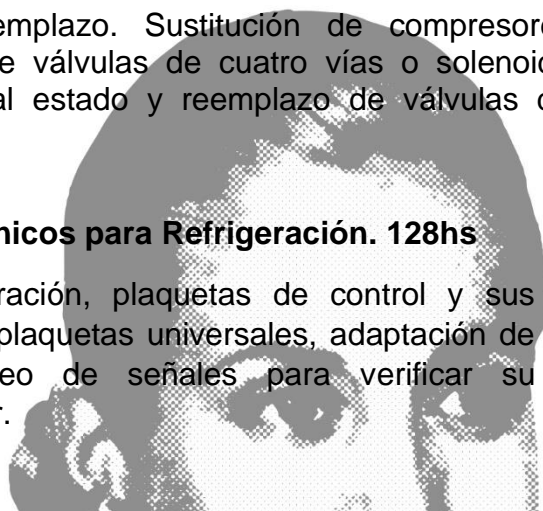 emplazo. Sustitución de compresor
e válvulas de cuatro vías o solenoid
al estado y reemplazo de válvulas
nicos para Refrigeración. 128hs
ración, plaquetas de control y sus
plaquetas universales, adaptación de
eo de señales para verificar su
r.